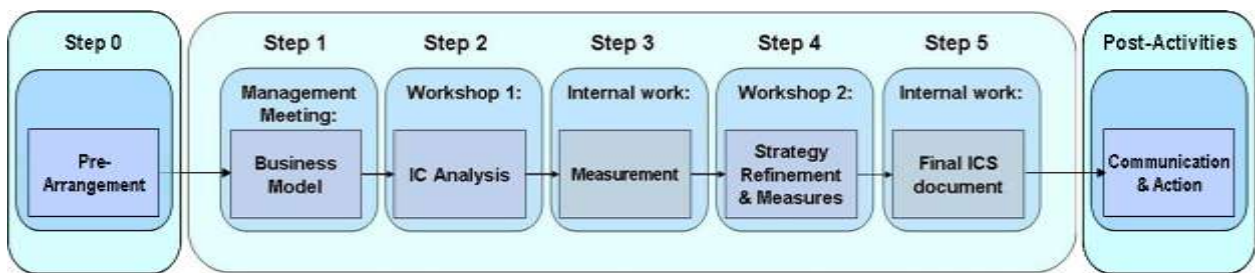 Step 0
Pre-
Arrangement
Step 1
Management
Meeting:
Business
Model
Step 2
Workshop 1:
IC Analysis
Step 3
Internal work:
Measurement
Step 4
Workshop 2:
Strategy
Refinement
& Measures
Step 5
Internal work:
Final ICS
document
Post-Activities
Communication
& Action